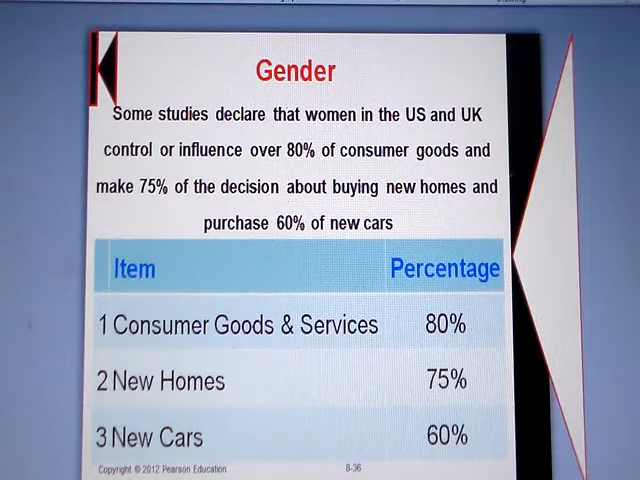 Gender
Some studies declare that women in the US and UK
control or influence over 80% of consumer goods and
make 75% of the decision about buying new homes and
purchase 60% of new cars
Item Percentage
1 Consumer Goods & Services 80%
2 New Homes 75%
3 New Cars 60%
Copyright © 2012 Pearson Education 8-36